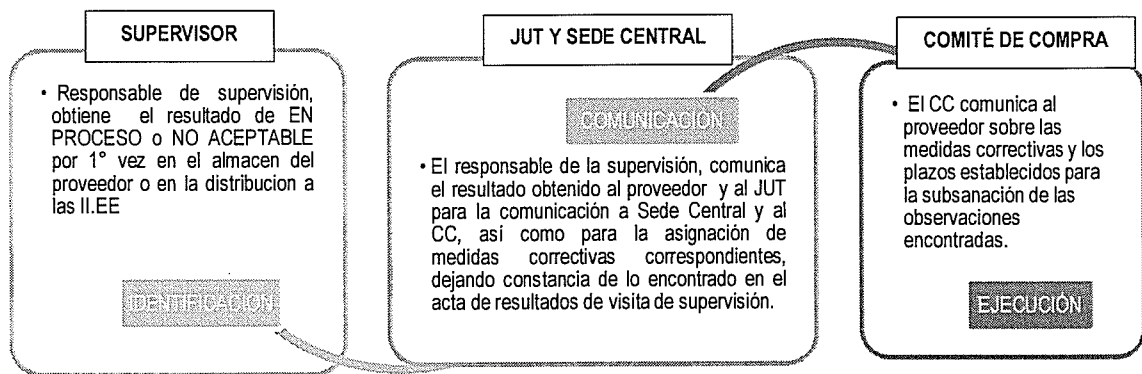 SUPERVISOR
• Responsable de supervisión,
obtiene el resultado de EN
PROCESO o NO ACEPTABLE
por 1° vez en el almacen del
proveedor o en la distribucion a
las II.EE
IDENTIFICACIÓN
JUT Y SEDE CENTRAL
COMUNICACIÓN
• El responsable de la supervisión, comunica
el resultado obtenido al proveedor y al JUT
para la comunicación a Sede Central y al
CC, así como para la asignación de
medidas correctivas correspondientes,
dejando constancia de lo encontrado en el
acta de resultados de visita de supervisión.
COMITÉ DE COMPRA
• El CC comunica al
proveedor sobre las
medidas correctivas y los
plazos establecidos para
la subsanación de las
observaciones
encontradas.
EJECUCIÓN